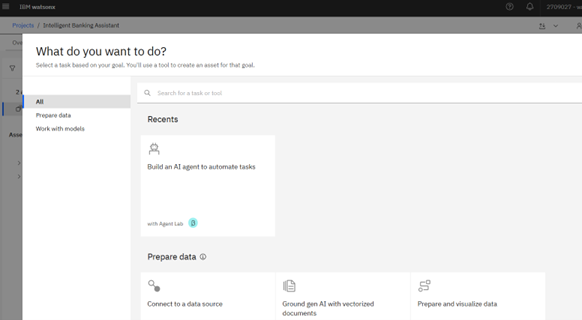 IBM watsonx
2709027 - w
Projects / Intelligent Banking Assistant
What do you want to do?
Select a task based on your goal. You'll use a tool to create an asset for that goal.
All
Prepare data
Work with models
Search for a task or tool
Recents
Build an AI agent to automate tasks
with Agent Lab
Prepare data
Connect to a data source
Ground gen AI with vectorized
documents
Prepare and visualize data